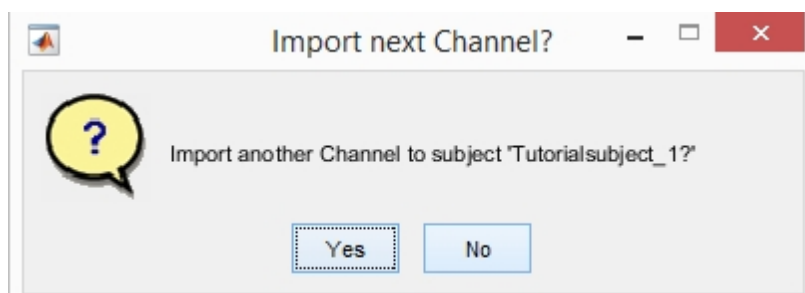 Import next Channel?
?
Import another Channel to subject 'Tutorialsubject_1?'
Yes
No